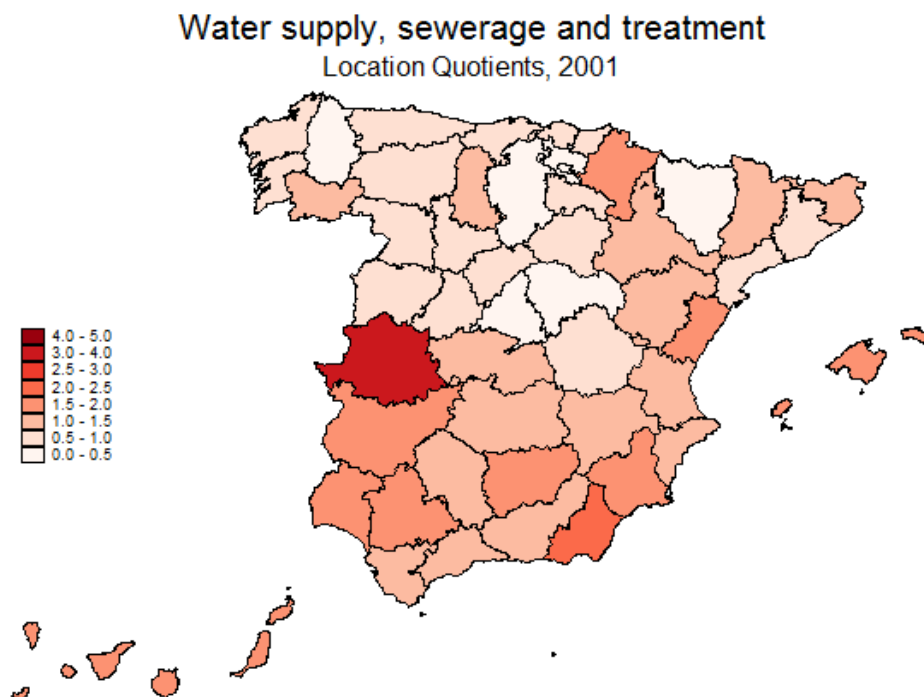 Water supply, sewerage and treatment
Location Quotients, 2001
4.0 - 5.0
3.0 - 4.0
2.5 - 3.0
2.0 - 2.5
1.5 - 2.0
1.0 - 1.5
0.5 - 1.0
0.0 - 0.5